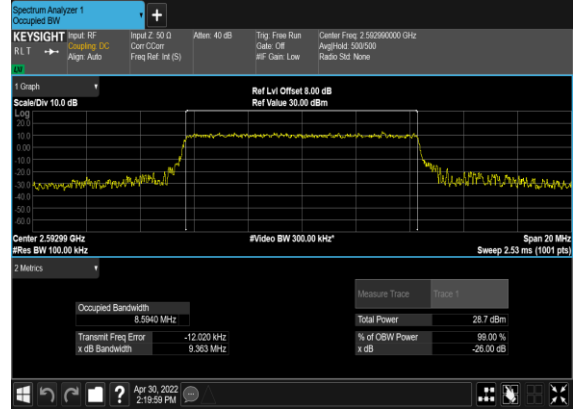 Spectrum Analyzer 1
Occupied BW
KEYSIGHT
RLT
Input: RF
Coupling: DC
Align: Auto
Input Z: 50 Ω
Corr CCorr
Freq Ref: Int (S)
Atten: 40 dB
Trig: Free Run
Gate: Off
#IF Gain: Low
Center Freq: 2.592990000 GHz
Avg|Hold: 500/500
Radio Std: None
1 Graph
Scale/Div 10.0 dB
Ref Lvl Offset 8.00 dB
Ref Value 30.00 dBm
Log
20.0
10.0
0.00
-10.0
-20.0
-30.0
-40.0
-50.0
-60.0
Center 2.59299 GHz
#Res BW 100.00 kHz
#Video BW 300.00 kHz*
Span 20 MHz
Sweep 2.53 ms (1001 pts)
2 Metrics
Measure Trace
Trace 1
Occupied Bandwidth
8.5940 MHz
Total Power
28.7 dBm
Transmit Freq Error
-12.020 kHz
% of OBW Power
99.00 %
x dB Bandwidth
9.363 MHz
x dB
-26.00 dB
?
Apr 30, 2022
2:19:59 PM